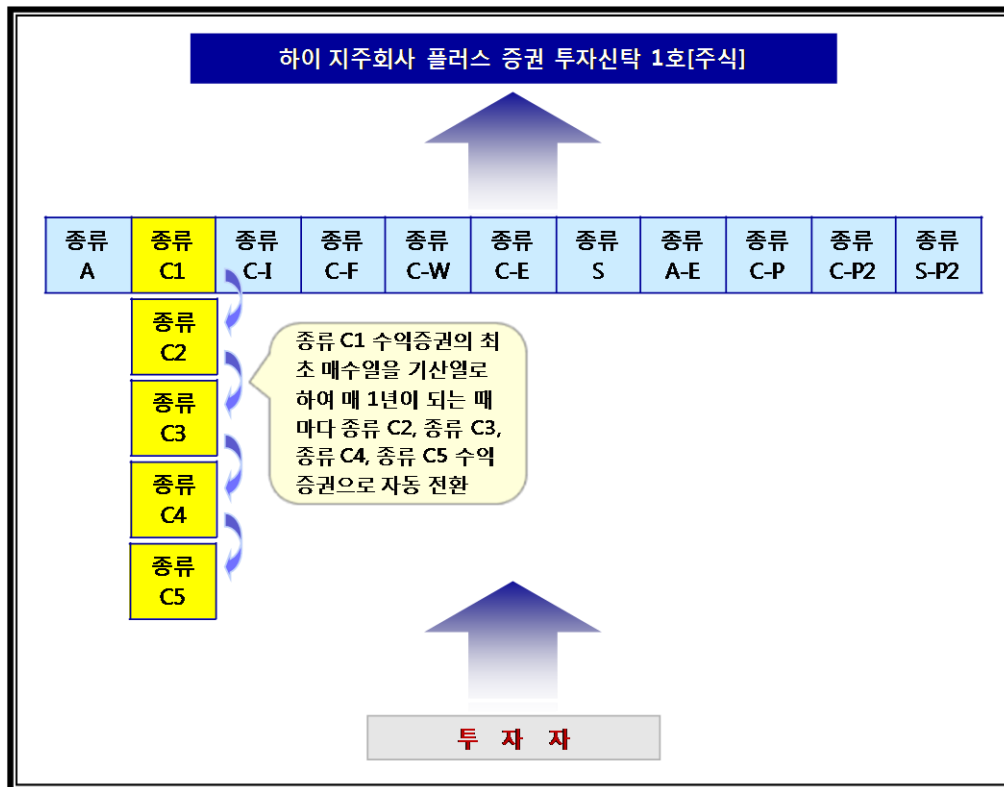 하이 지주회사 플러스 증권 투자신탁 1호[주식]
종류 종류 종류 종류 종류 종류 종류 종류 종류 종류 종류
A C1 C-I C-F C-W C-E S A-E C-P C-P2 S-P2
종류
C2
종류 C1 수익증권의 최
초 매수일을 기산열로
하여 매 1년이 되는 때
마다 종류 C2, 종류 C3,
종류 C4, 종류 C5 수익
증권으로 자동 전환
종류
C3
종류
C4
종류
C5
투 자 자